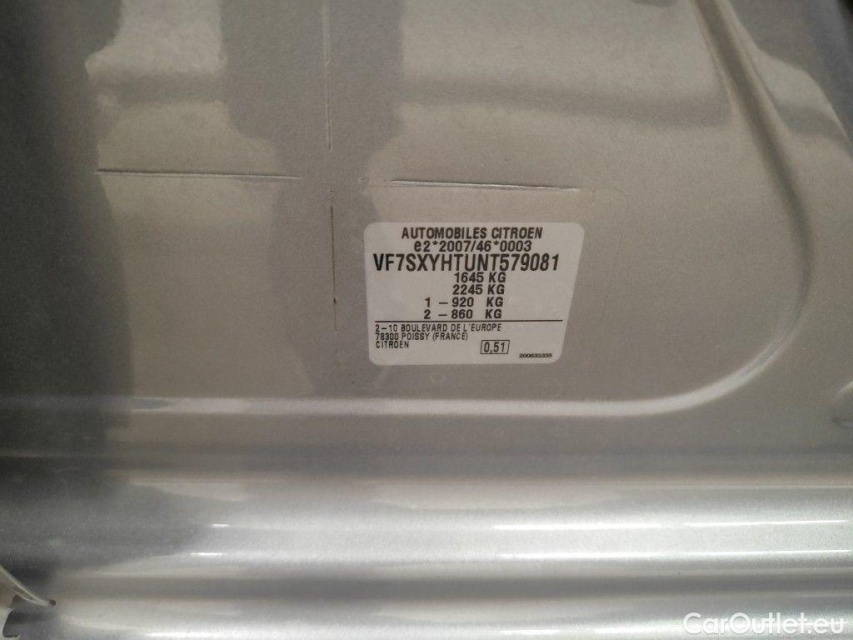 AUTOMOBILES CITROEN
e2*2007/46*0003
VF7SXYHTUNT579081
1645 KG
2245 KG
1 - 920 KG
2 - 860 KG
2-10 BOULEVARD DE L'EUROPE
78300 POISSY (FRANCE)
CITROEN
0,51
CarOutlet.eu